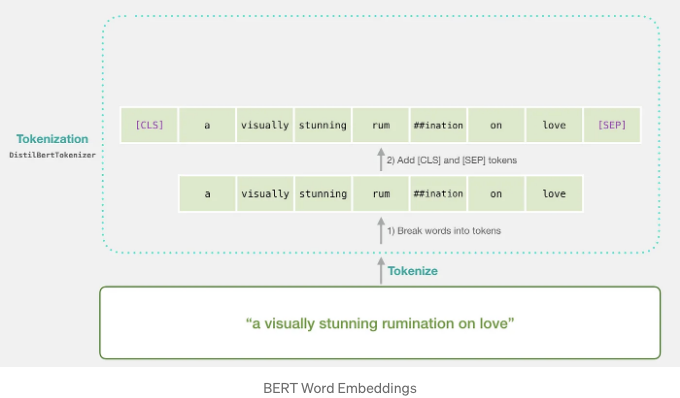 [CLS] a visually stunning rum ##ination on love [SEP]
Tokenization
DistilBertTokenizer
2) Add [CLS] and [SEP] tokens
a visually stunning rum ##ination on love
1) Break words into tokens
Tokenize
“a visually stunning rumination on love”
BERT Word Embeddings